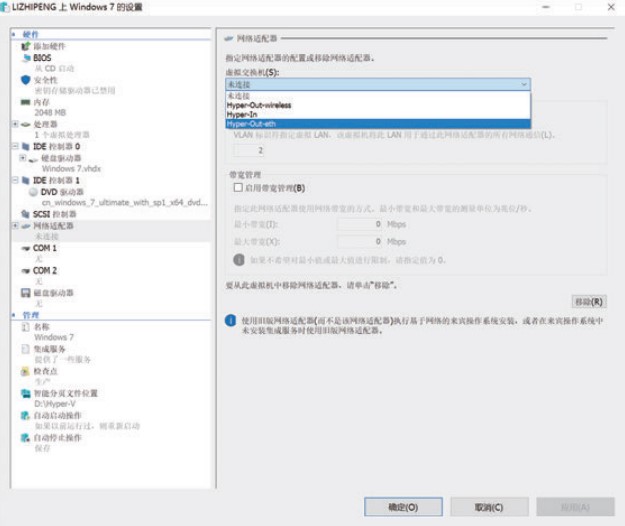 LIZHIPENG 上 Windows 7 的设置
硬件
添加硬件
BIOS
从 CD 启动
安全性
密钥存储驱动器已禁用
内存
2048 MB
处理器
1 个虚拟处理器
IDE 控制器 0
硬盘驱动器
Windows 7.vhdx
IDE 控制器 1
DVD 驱动器
cn_windows_7_ultimate_with_sp1_x64_dvd...
SCSI 控制器
网络适配器
未连接
COM 1
无
COM 2
无
磁盘驱动器
无
管理
名称
Windows 7
集成服务
提供了一些服务
检查点
生产
智能分页文件位置
D:\Hyper-V
自动启动操作
如果以前运行过，则重新启动
自动停止操作
保存
网络适配器
指定网络适配器的配置或移除网络适配器。
虚拟交换机(S):
未连接
未连接
Hyper-Out-wireless
Hyper-In
Hyper-Out-eth
VLAN 标识符指定虚拟 LAN，该虚拟机将此 LAN 用于通过此网络适配器的所有网络通信(L)。
2
带宽管理
启用带宽管理(B)
指定此网络适配器使用网络带宽的方式。最小带宽和最大带宽的测量单位为兆位/秒。
最小带宽(I):
0 Mbps
最大带宽(X):
0 Mbps
如果不希望对最小值或最大值进行限制，请指定值为 0。
要从此虚拟机中移除网络适配器，请单击"移除"。
移除(R)
使用旧版网络适配器(而不是该网络适配器)执行易于网络的来宾操作系统安装，或者在来宾操作系统中
未安装集成服务时使用旧版网络适配器。
确定(O)
取消(C)
应用(A)